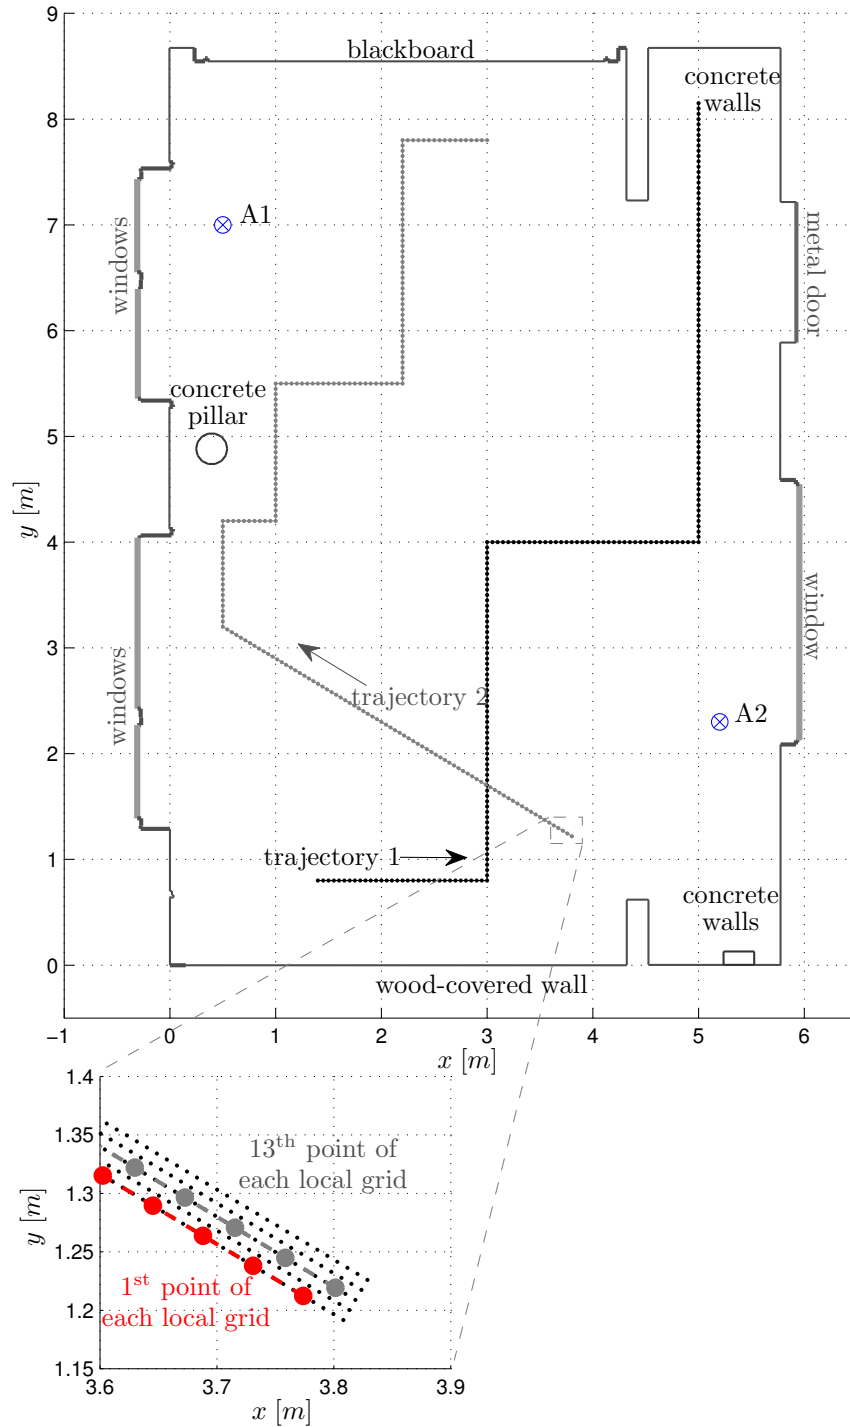 9
blackboard
concrete
walls
8
A1
7
windows
metal door
6
concrete
pillar
5
y [m]
4
window
3
trajectory 2
windows
A2
2
trajectory 1
1
concrete
walls
0
wood-covered wall
−1 0 1 2 3 4 5 6
x [m]
1.4
1.35
13th point of
each local grid
1.3
y [m]
1.25
1st point of
each local grid
1.2
1.15
3.6 3.7 3.8 3.9
x [m]